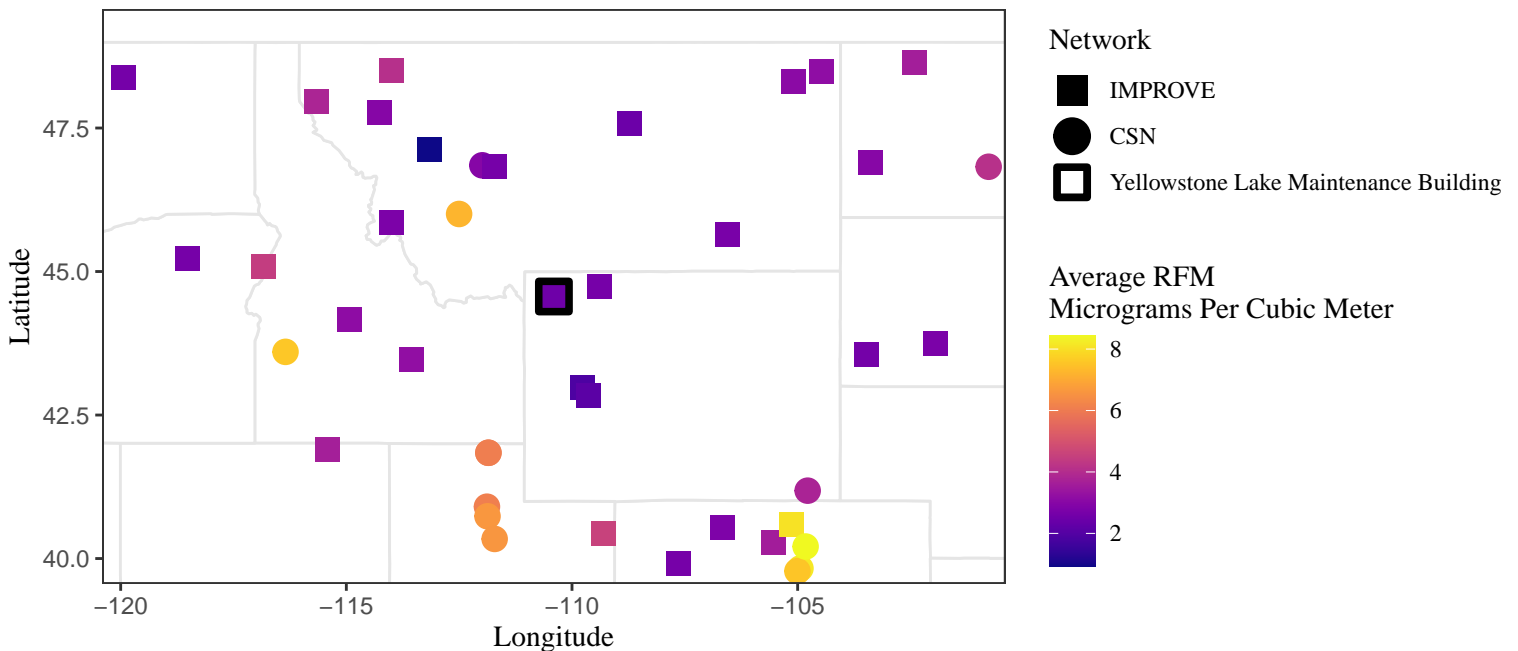 47.5
45.0
42.5
40.0
Latitude
−120
−115
−110
−105
Longitude
Network
IMPROVE
CSN
Yellowstone Lake Maintenance Building
Average RFM
Micrograms Per Cubic Meter
8
6
4
2